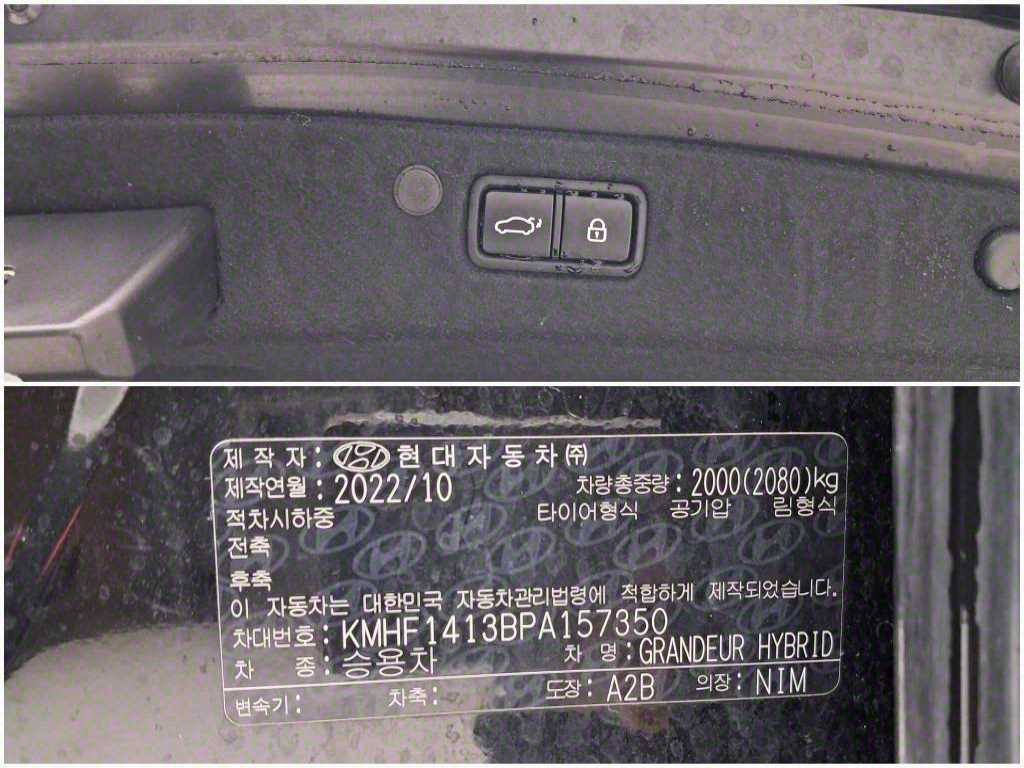 제 작 자 : 현대자동차㈜
제작연월 : 2022/10 차량총중량 : 2000(2080)kg
적차시하중 타이어형식 공기압 림형식
전축
후축
이 자동차는 대한민국 자동차관리법령에 적합하게 제작되었습니다.
차대번호 : KMHF1413BPA157350
차 종 : 승용차 차 명 : GRANDEUR HYBRID
변속기 : 차축 : 도장 : A2B 의장 : NIM